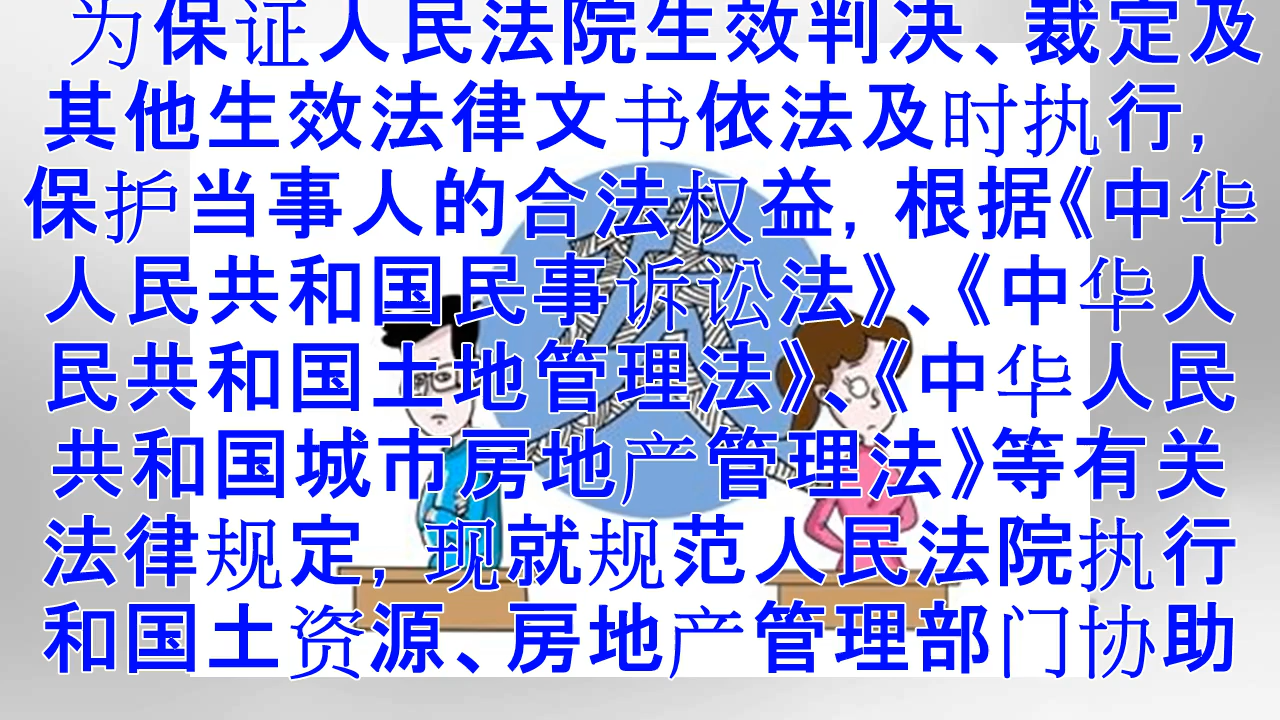 为保证人民法院生效判决、裁定及
其他生效法律文书依法及时执行，
保护当事人的合法权益，根据《中华
人民共和国民事诉讼法》、《中华人
民共和国土地管理法》、《中华人民
共和国城市房地产管理法》等有关
法律规定，现就规范人民法院执行
和国土资源、房地产管理部门协助